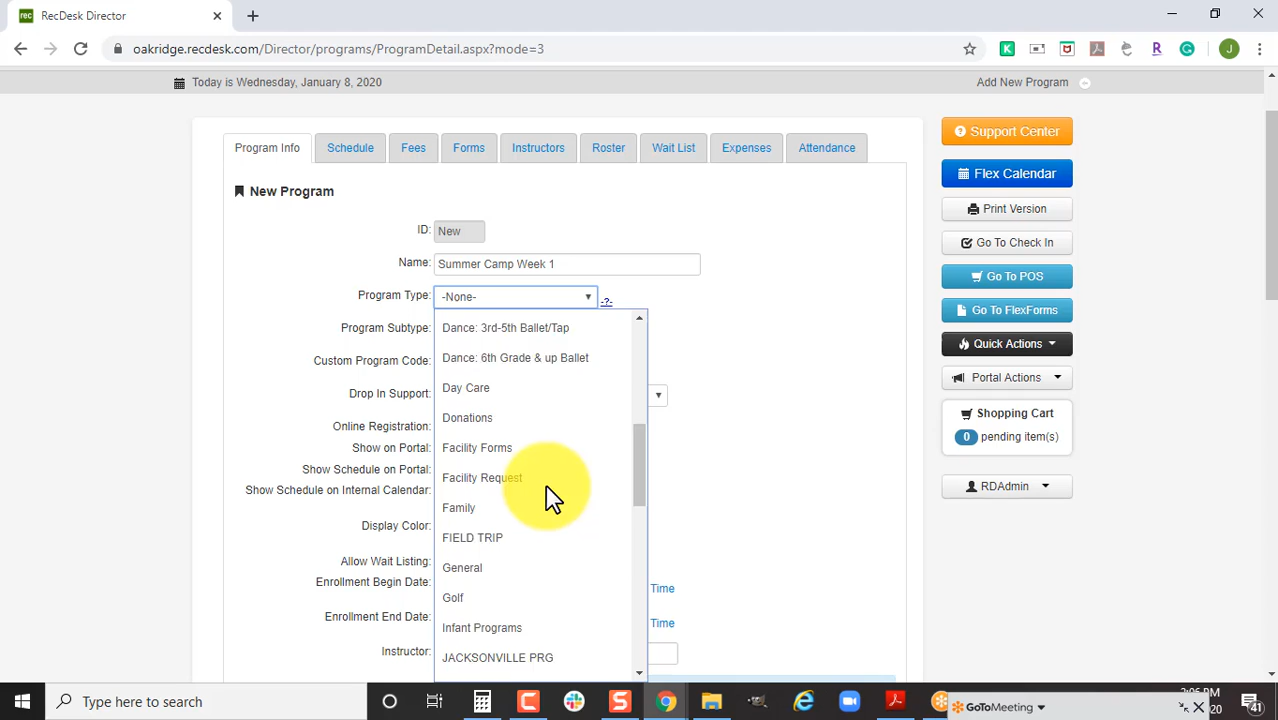 rec RecDesk Director
oakridge.recdesk.com/Director/programs/ProgramDetail.aspx?mode=3
K R J
Today is Wednesday, January 8, 2020 Add New Program
Program Info Schedule Fees Forms Instructors Roster Wait List Expenses Attendance
Support Center
Flex Calendar
Print Version
Go To Check In
Go To POS
Go To FlexForms
Quick Actions
Portal Actions
Shopping Cart
0 pending item(s)
RDAdmin
New Program
ID: New
Name: Summer Camp Week 1
Program Type: -None- -?-
Program Subtype:
Custom Program Code:
Drop In Support:
Online Registration:
Show on Portal:
Show Schedule on Portal:
Show Schedule on Internal Calendar:
Display Color:
Allow Wait Listing:
Enrollment Begin Date: Time
Enrollment End Date: Time
Instructor:
Dance: 3rd-5th Ballet/Tap
Dance: 6th Grade & up Ballet
Day Care
Donations
Facility Forms
Facility Request
Family
FIELD TRIP
General
Golf
Infant Programs
JACKSONVILLE PRG
Type here to search
GoToMeeting
41